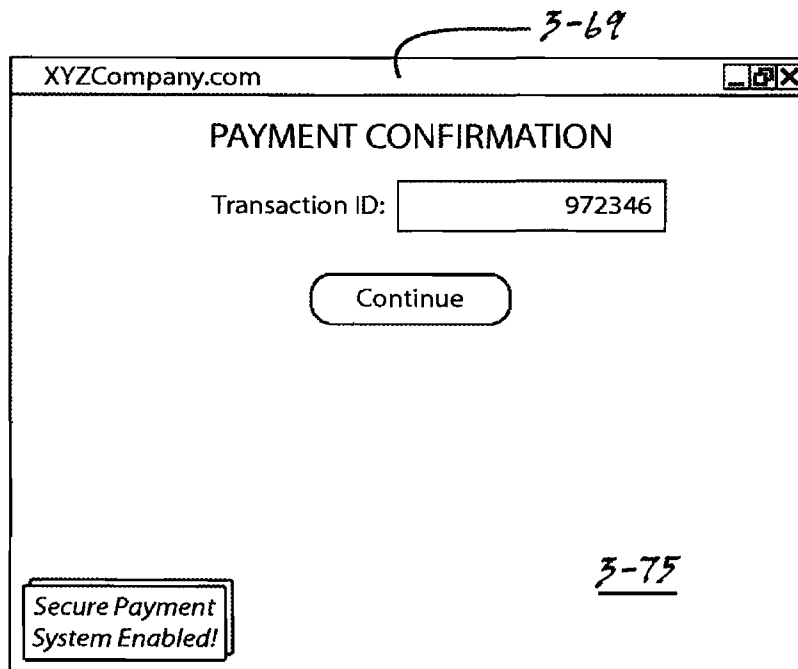 3-69
XYZCompany.com
PAYMENT CONFIRMATION
Transaction ID: 972346
Continue
3-75
Secure Payment
System Enabled!